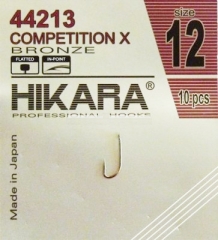 44213
COMPETITION X
BRONZE
FLATTED
IN-POINT
size
12
10-pcs
HIKARA®
PROFESSIONAL HOOKS
Made in Japan